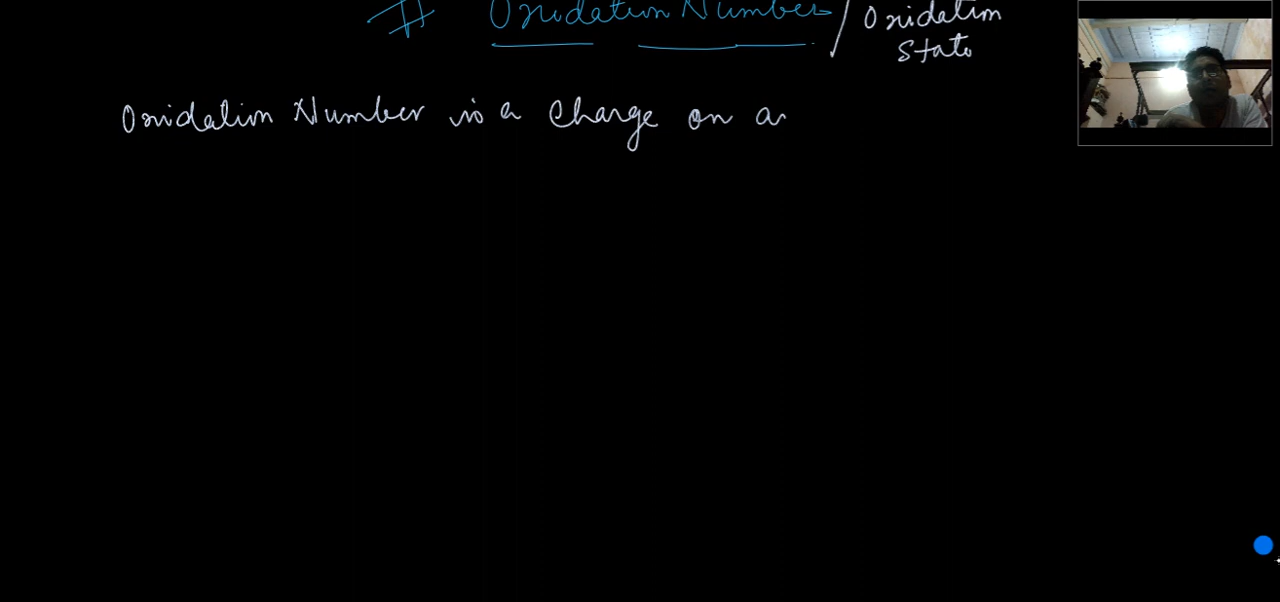 # Oxidation Number / Oxidation
State
Oxidation Number is a charge on a